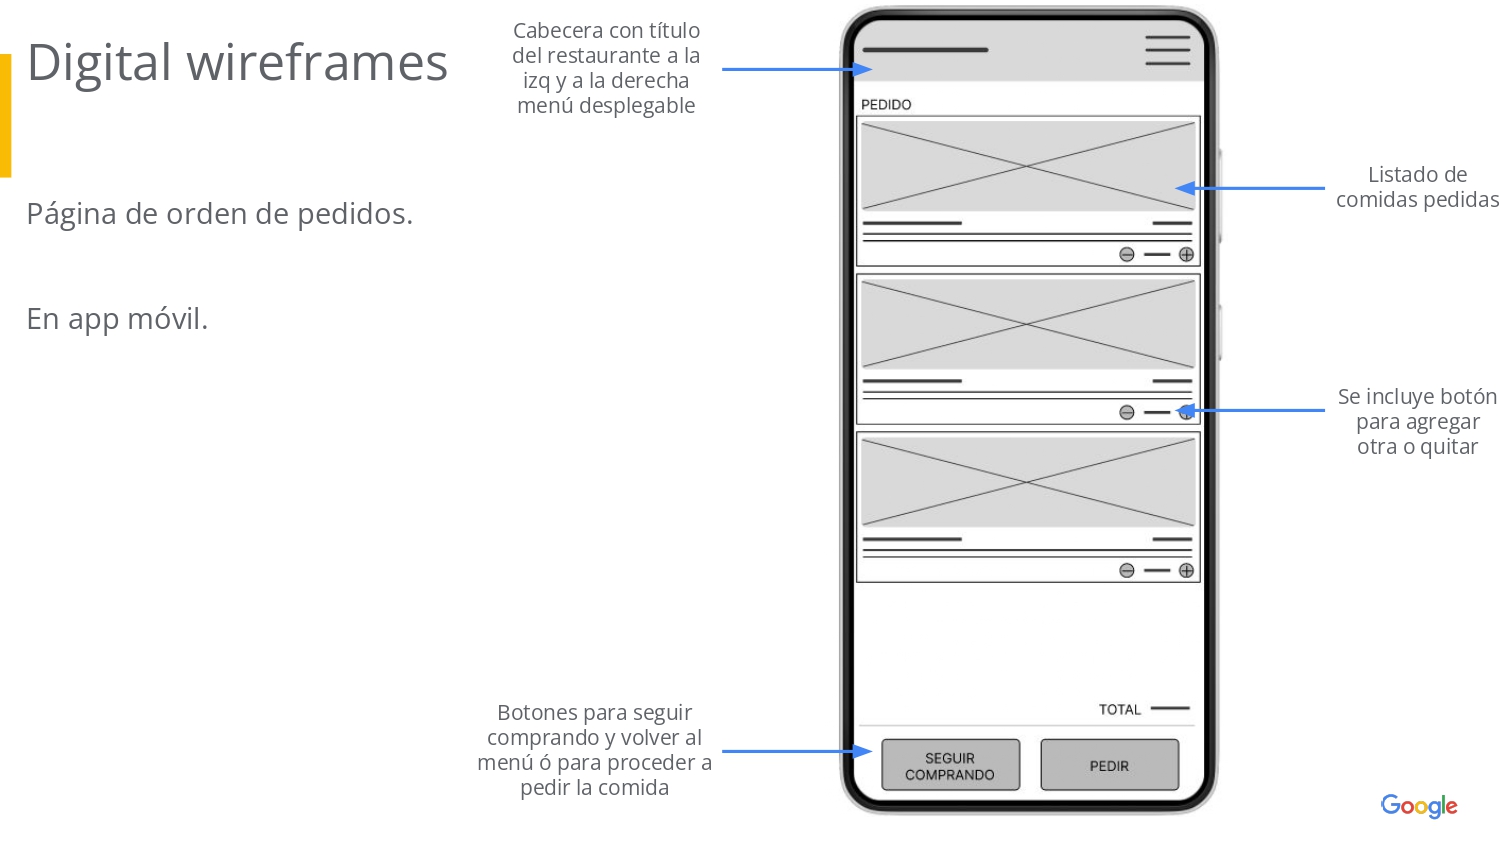 Digital wireframes
Página de orden de pedidos.
En app móvil.
Cabecera con título
del restaurante a la
izq y a la derecha
menú desplegable
PEDIDO
Listado de
comidas pedidas
Se incluye botón
para agregar
otra o quitar
Botones para seguir
comprando y volver al
menú ó para proceder a
pedir la comida
TOTAL
SEGUIR
COMPRANDO
PEDIR
Google